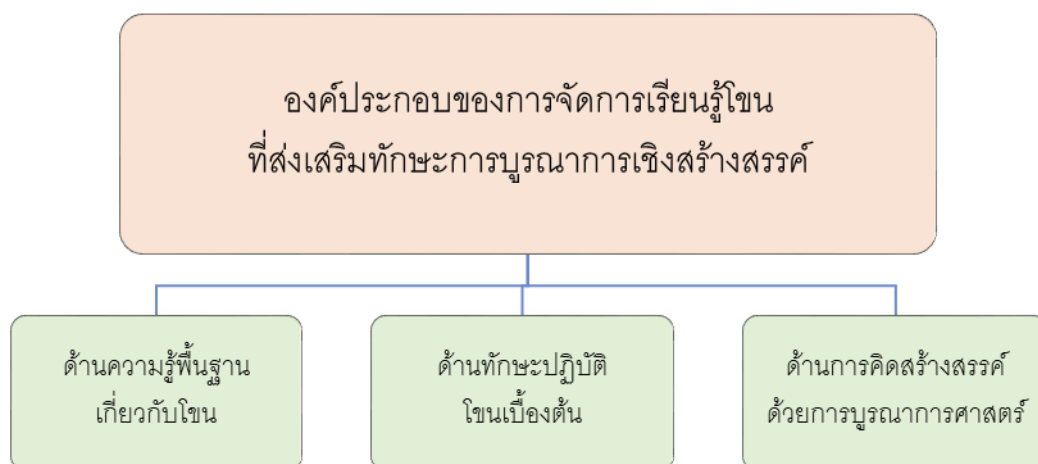 องค์ประกอบของการจัดการเรียนรู้โขน
ที่ส่งเสริมทักษะการบูรณาการเชิงสร้างสรรค์
ด้านความรู้พื้นฐาน
เกี่ยวกับโขน
ด้านทักษะปฏิบัติ
โขนเบื้องต้น
ด้านการคิดสร้างสรรค์
ด้วยการบูรณาการศาสตร์